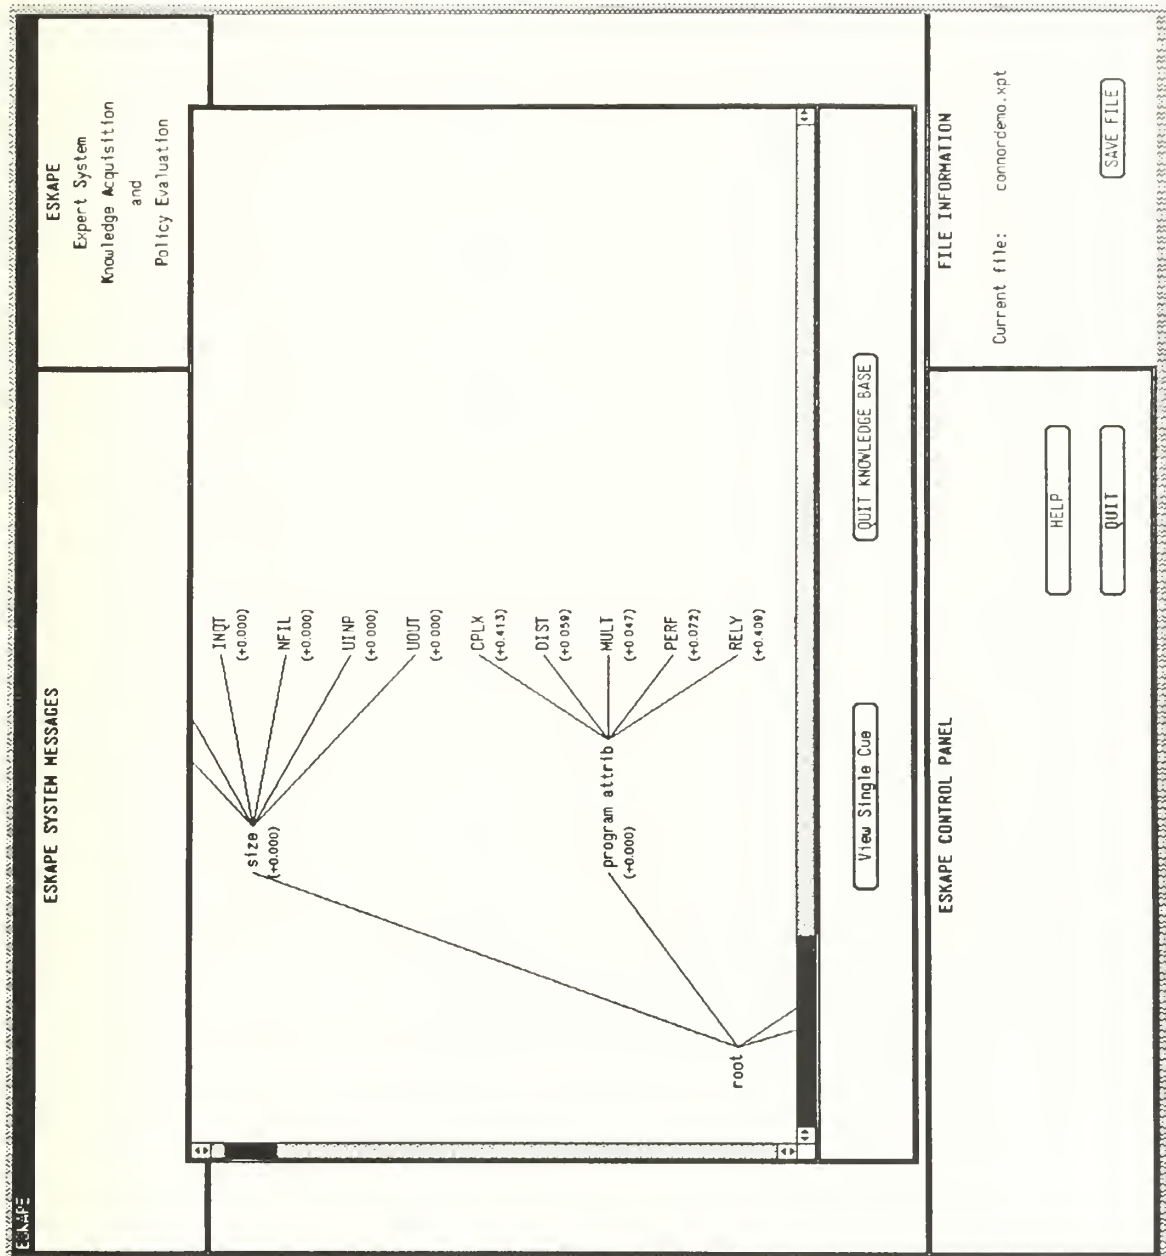 ESKAPE
ESKAPE SYSTEM MESSAGES
ESKAPE
Expert System
Knowledge Acquisition
and
Policy Evaluation
INQT
(+0.000)
NFIL
(+0.000)
UINP
(+0.000)
UOUT
(+0.000)
size
(+0.000)
CPLX
(+0.413)
DIST
(+0.059)
MULT
(+0.047)
PERF
(+0.072)
RELY
(+0.409)
program attrib
(+0.000)
root
View Single Cue
QUIT KNOWLEDGE BASE
ESKAPE CONTROL PANEL
HELP
QUIT
FILE INFORMATION
Current file: connordemo.xpt
SAVE FILE